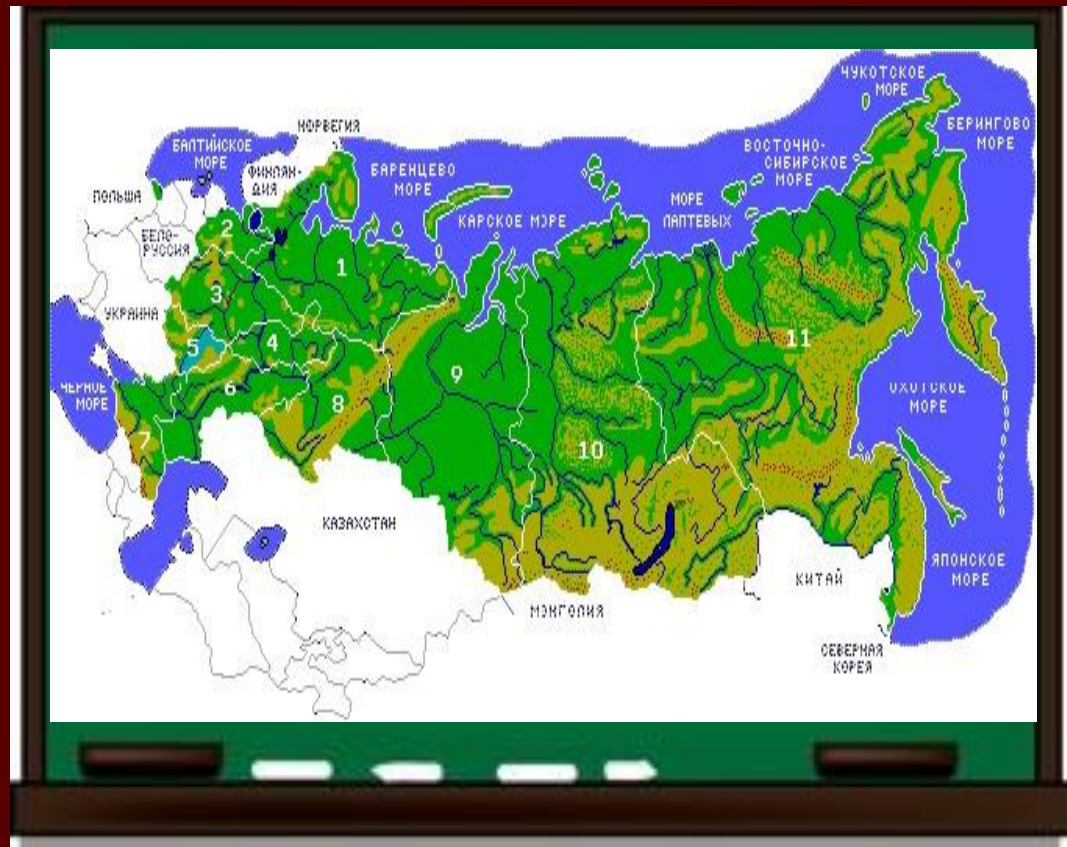 ЧУКОТСКОЕ
МОРЕ
НОРВЕГИЯ
БАЛТИЙСКОЕ
МОРЕ
ФИНЛЯН-
ДИЯ
БАРЕНЦЕВО
МОРЕ
ВОСТОЧНО-
СИБИРСКОЕ
МОРЕ
БЕРИНГОВО
МОРЕ
ПОЛЬША
КАРСКОЕ МОРЕ
МОРЕ
ЛАПТЕВЫХ
БЕЛО-
РУССИЯ
2
1
3
УКРАИНА
4
5
6
7
8
9
10
11
ЧЕРНОЕ
МОРЕ
ОХОТСКОЕ
МОРЕ
КАЗАХСТАН
МОНГОЛИЯ
КИТАЙ
ЯПОНСКОЕ
МОРЕ
СЕВЕРНАЯ
КОРЕЯ